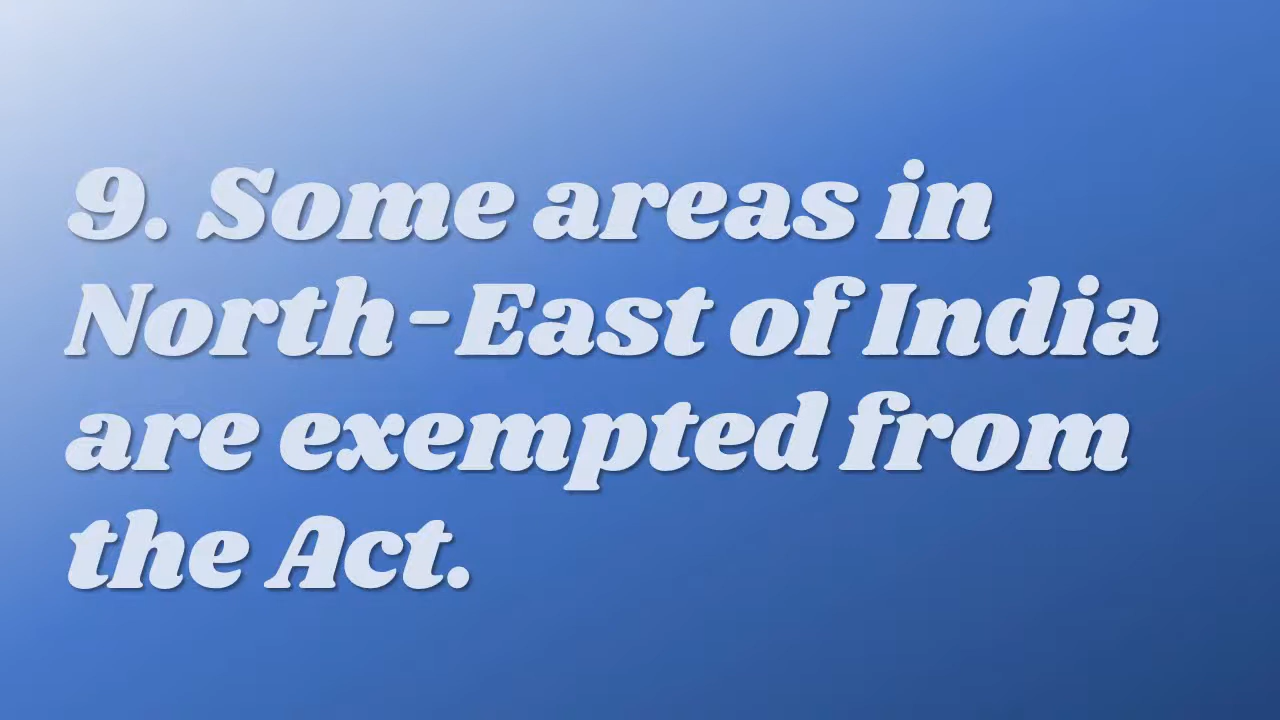 9. Some areas in
North-East of India
are exempted from
the Act.